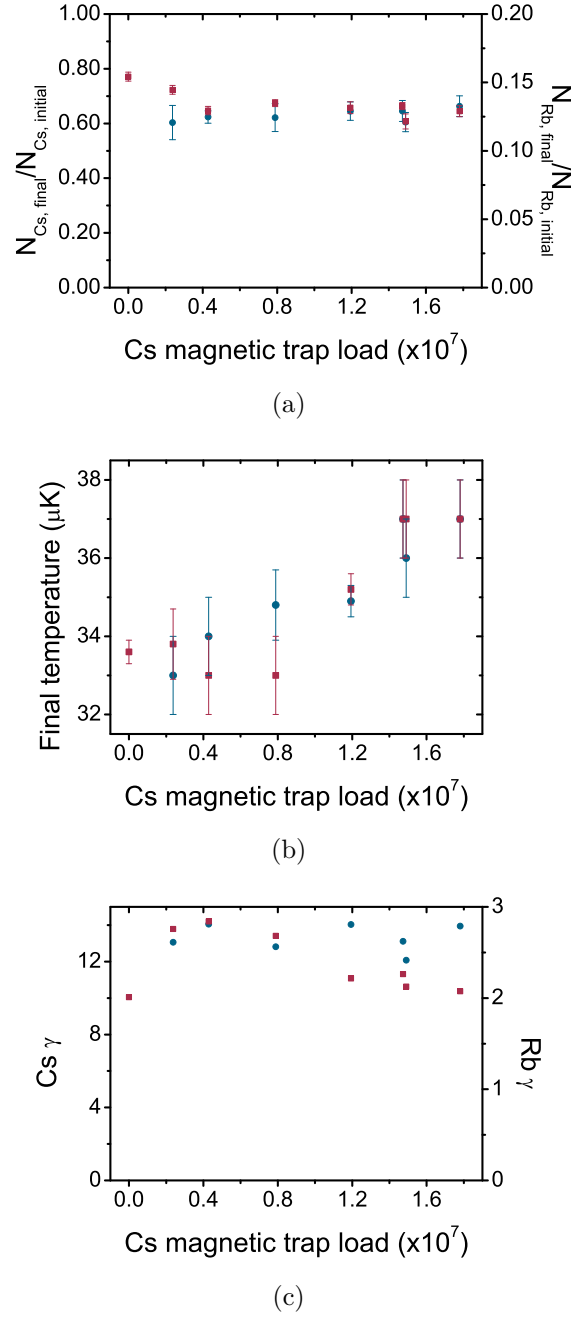 1.00
0.80
0.60
0.40
0.20
0.00
N_Cs, final/N_Cs, initial
0.20
0.15
0.10
0.05
0.00
N_Rb, final/N_Rb, initial
0.0 0.4 0.8 1.2 1.6
Cs magnetic trap load (x10^7)
(a)
38
36
34
32
Final temperature (μK)
0.0 0.4 0.8 1.2 1.6
Cs magnetic trap load (x10^7)
(b)
12
8
4
0
Cs γ
3
2
1
0
Rb γ
0.0 0.4 0.8 1.2 1.6
Cs magnetic trap load (x10^7)
(c)